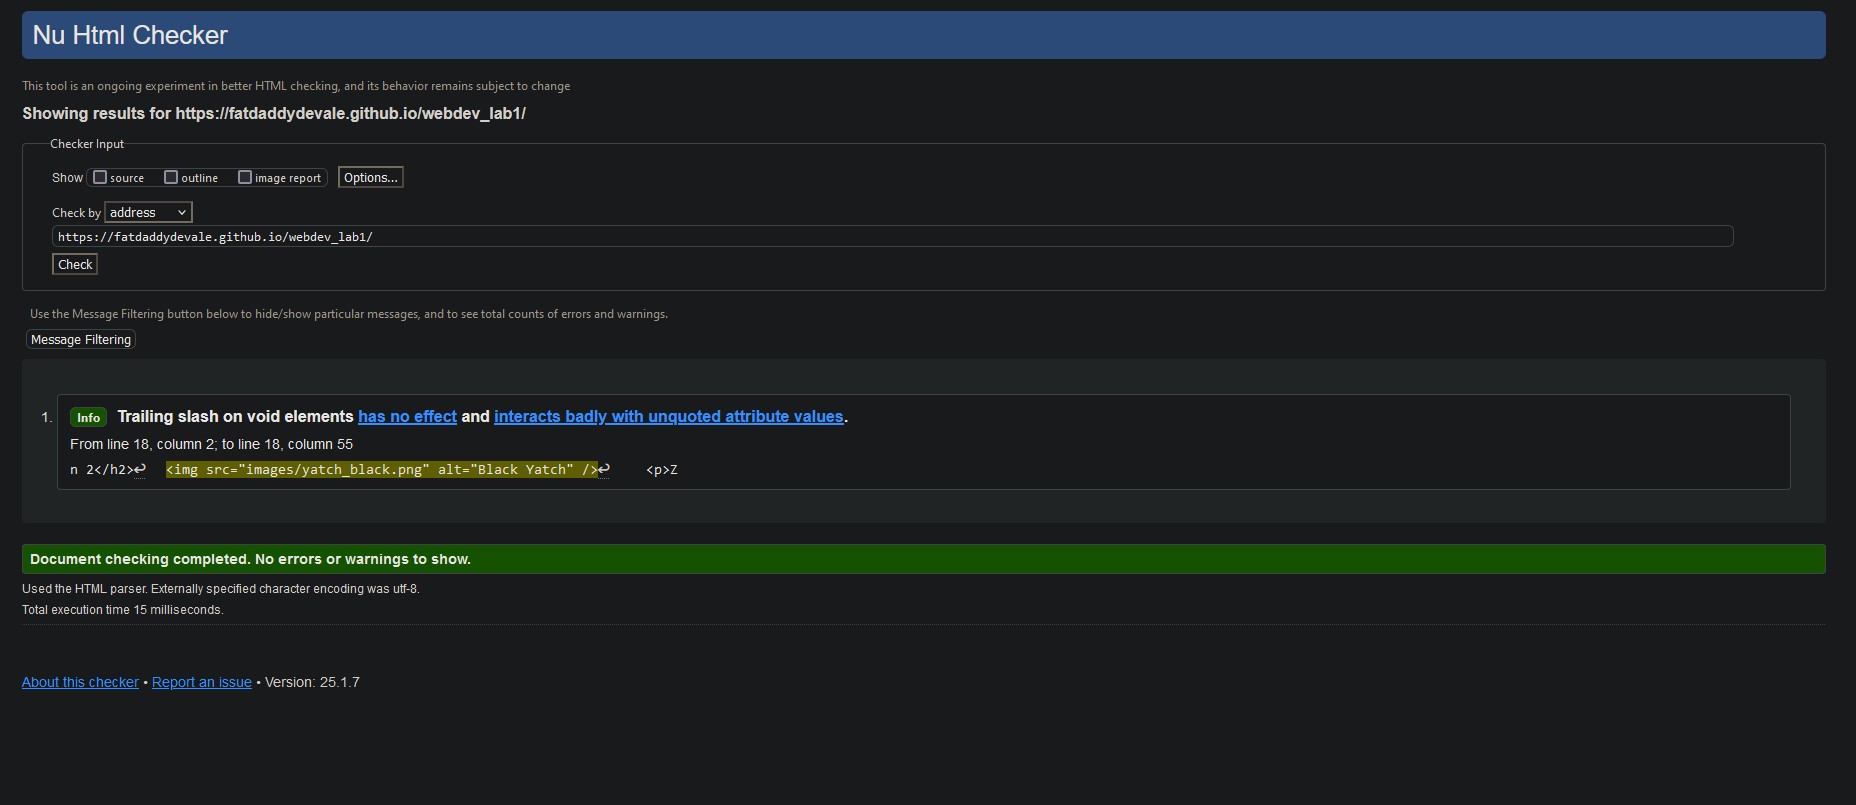 Nu Html Checker
This tool is an ongoing experiment in better HTML checking, and its behavior remains subject to change
Showing results for https://fatdaddydevale.github.io/webdev_lab1/
Checker Input
Show source outline image report Options...
Check by address
https://fatdaddydevale.github.io/webdev_lab1/
Check
Use the Message Filtering button below to hide/show particular messages, and to see total counts of errors and warnings.
Message Filtering
1. Info Trailing slash on void elements has no effect and interacts badly with unquoted attribute values.
From line 18, column 2; to line 18, column 55
n 2</h2>↩ <img src="images/yatch_black.png" alt="Black Yatch" />↩ <p>Z
Document checking completed. No errors or warnings to show.
Used the HTML parser. Externally specified character encoding was utf-8.
Total execution time 15 milliseconds.
About this checker • Report an issue • Version: 25.1.7